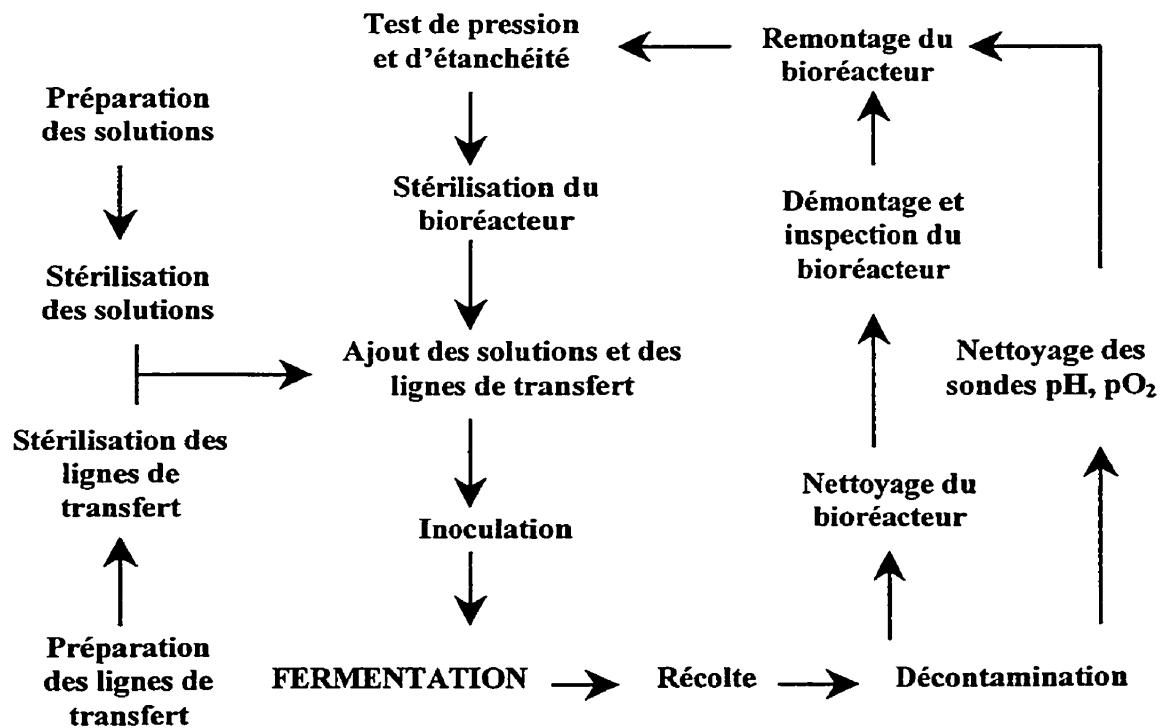 Test de pression
et d'étanchéité
Remontage du
bioréacteur
Préparation
des solutions
Stérilisation du
bioréacteur
Démontage et
inspection du
bioréacteur
Stérilisation
des solutions
Ajout des solutions et des
lignes de transfert
Nettoyage des
sondes pH, pO₂
Stérilisation des
lignes de
transfert
Nettoyage du
bioréacteur
Inoculation
Préparation
des lignes de
transfert
FERMENTATION
Récolte
Décontamination